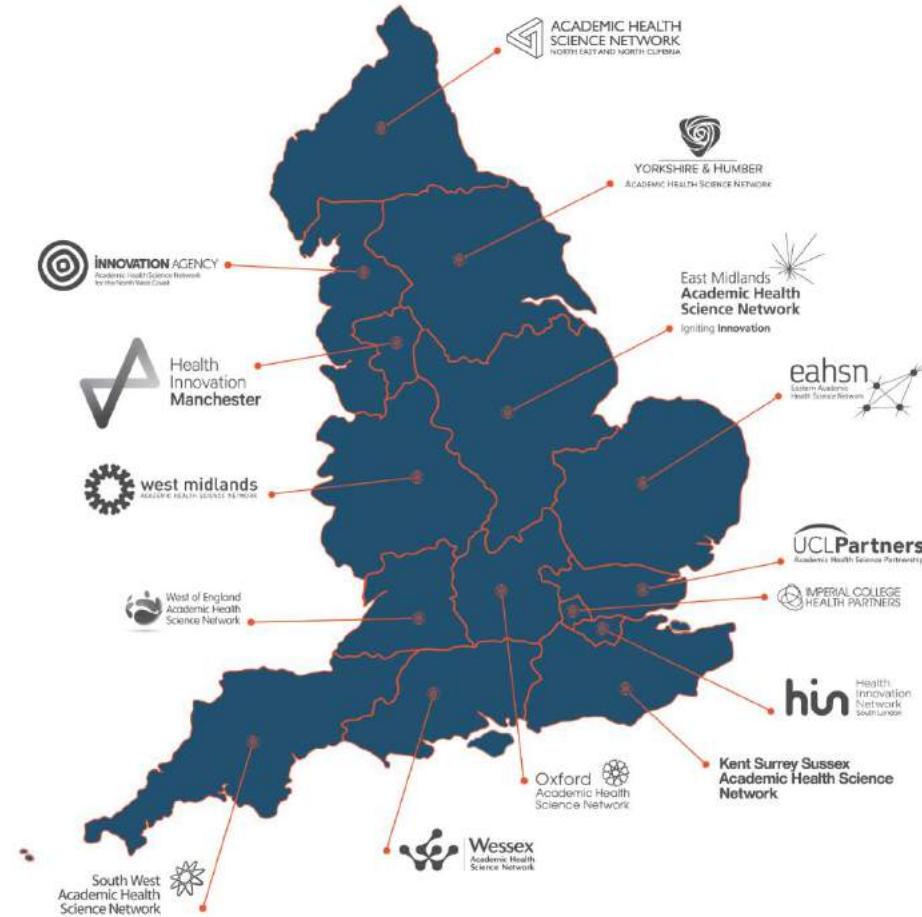 ACADEMIC HEALTH
SCIENCE NETWORK
NORTH EAST AND NORTH CUMBRIA
YORKSHIRE & HUMBER
ACADEMIC HEALTH SCIENCE NETWORK
INNOVATION AGENCY
Academic Health Science Network
for the North West Coast
East Midlands
Academic Health
Science Network
Igniting Innovation
Health
Innovation
Manchester
eahsn
Eastern Academic
Health Science Network
west midlands
ACADEMIC HEALTH SCIENCE NETWORK
UCLPartners
Academic Health Science Partnership
West of England
Academic Health
Science Network
IMPERIAL COLLEGE
HEALTH PARTNERS
hin
Health
Innovation
Network
South London
Kent Surrey Sussex
Academic Health Science
Network
Oxford
Academic Health
Science Network
Wessex
Academic Health
Science Network
South West
Academic Health
Science Network